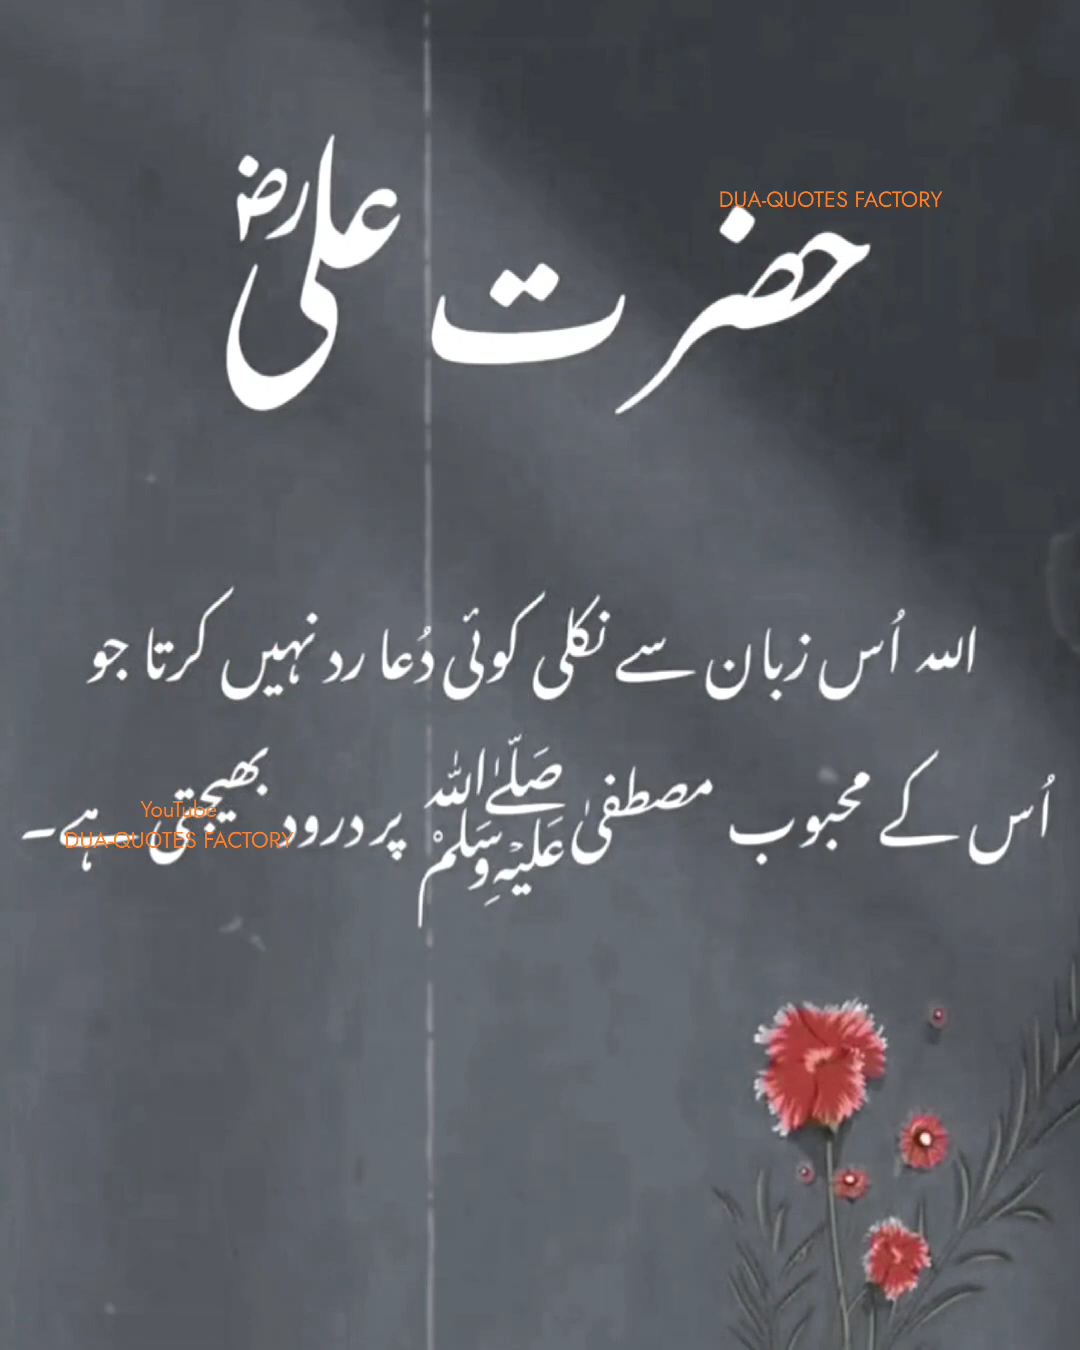 حضرت علی رض
DUA-QUOTES FACTORY
اللہ اُس زبان سے نکلی کوئی دُعا رد نہیں کرتا جو
اُس کے محبوب مصطفیٰ صَلَّی اللہ عَلَیْہِ وَسَلَمْ پر درود بھیجتی ہے۔
YouTube
DUA-QUOTES FACTORY